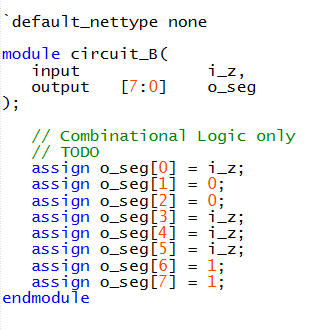 `default_nettype none
module circuit_B(
input i_z,
output [7:0] o_seg
);
// Combinational Logic only
// TODO
assign o_seg[0] = i_z;
assign o_seg[1] = 0;
assign o_seg[2] = 0;
assign o_seg[3] = i_z;
assign o_seg[4] = i_z;
assign o_seg[5] = i_z;
assign o_seg[6] = 1;
assign o_seg[7] = 1;
endmodule